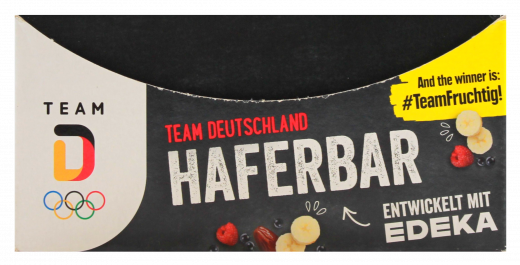 TEAM
D
And the winner is:
#TeamFruchtig!
TEAM DEUTSCHLAND
HAFERBAR
ENTWICKELT MIT
EDEKA